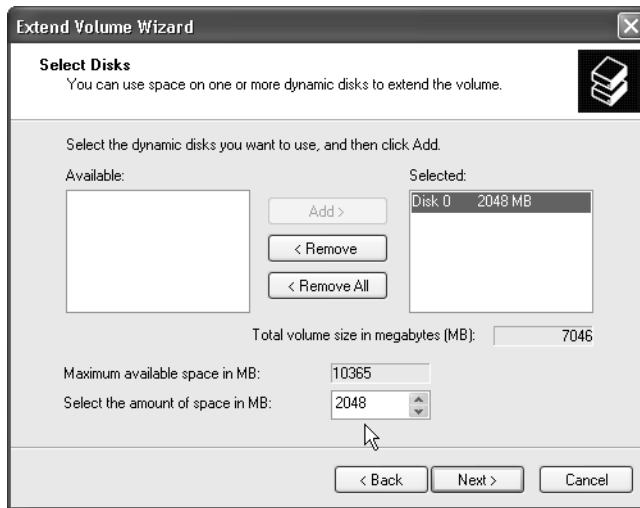 Extend Volume Wizard
Select Disks
You can use space on one or more dynamic disks to extend the volume.
Select the dynamic disks you want to use, and then click Add.
Available:
Selected:
Add >
Disk 0 2048 MB
< Remove
< Remove All
Total volume size in megabytes (MB): 7046
Maximum available space in MB: 10365
Select the amount of space in MB: 2048
< Back Next > Cancel